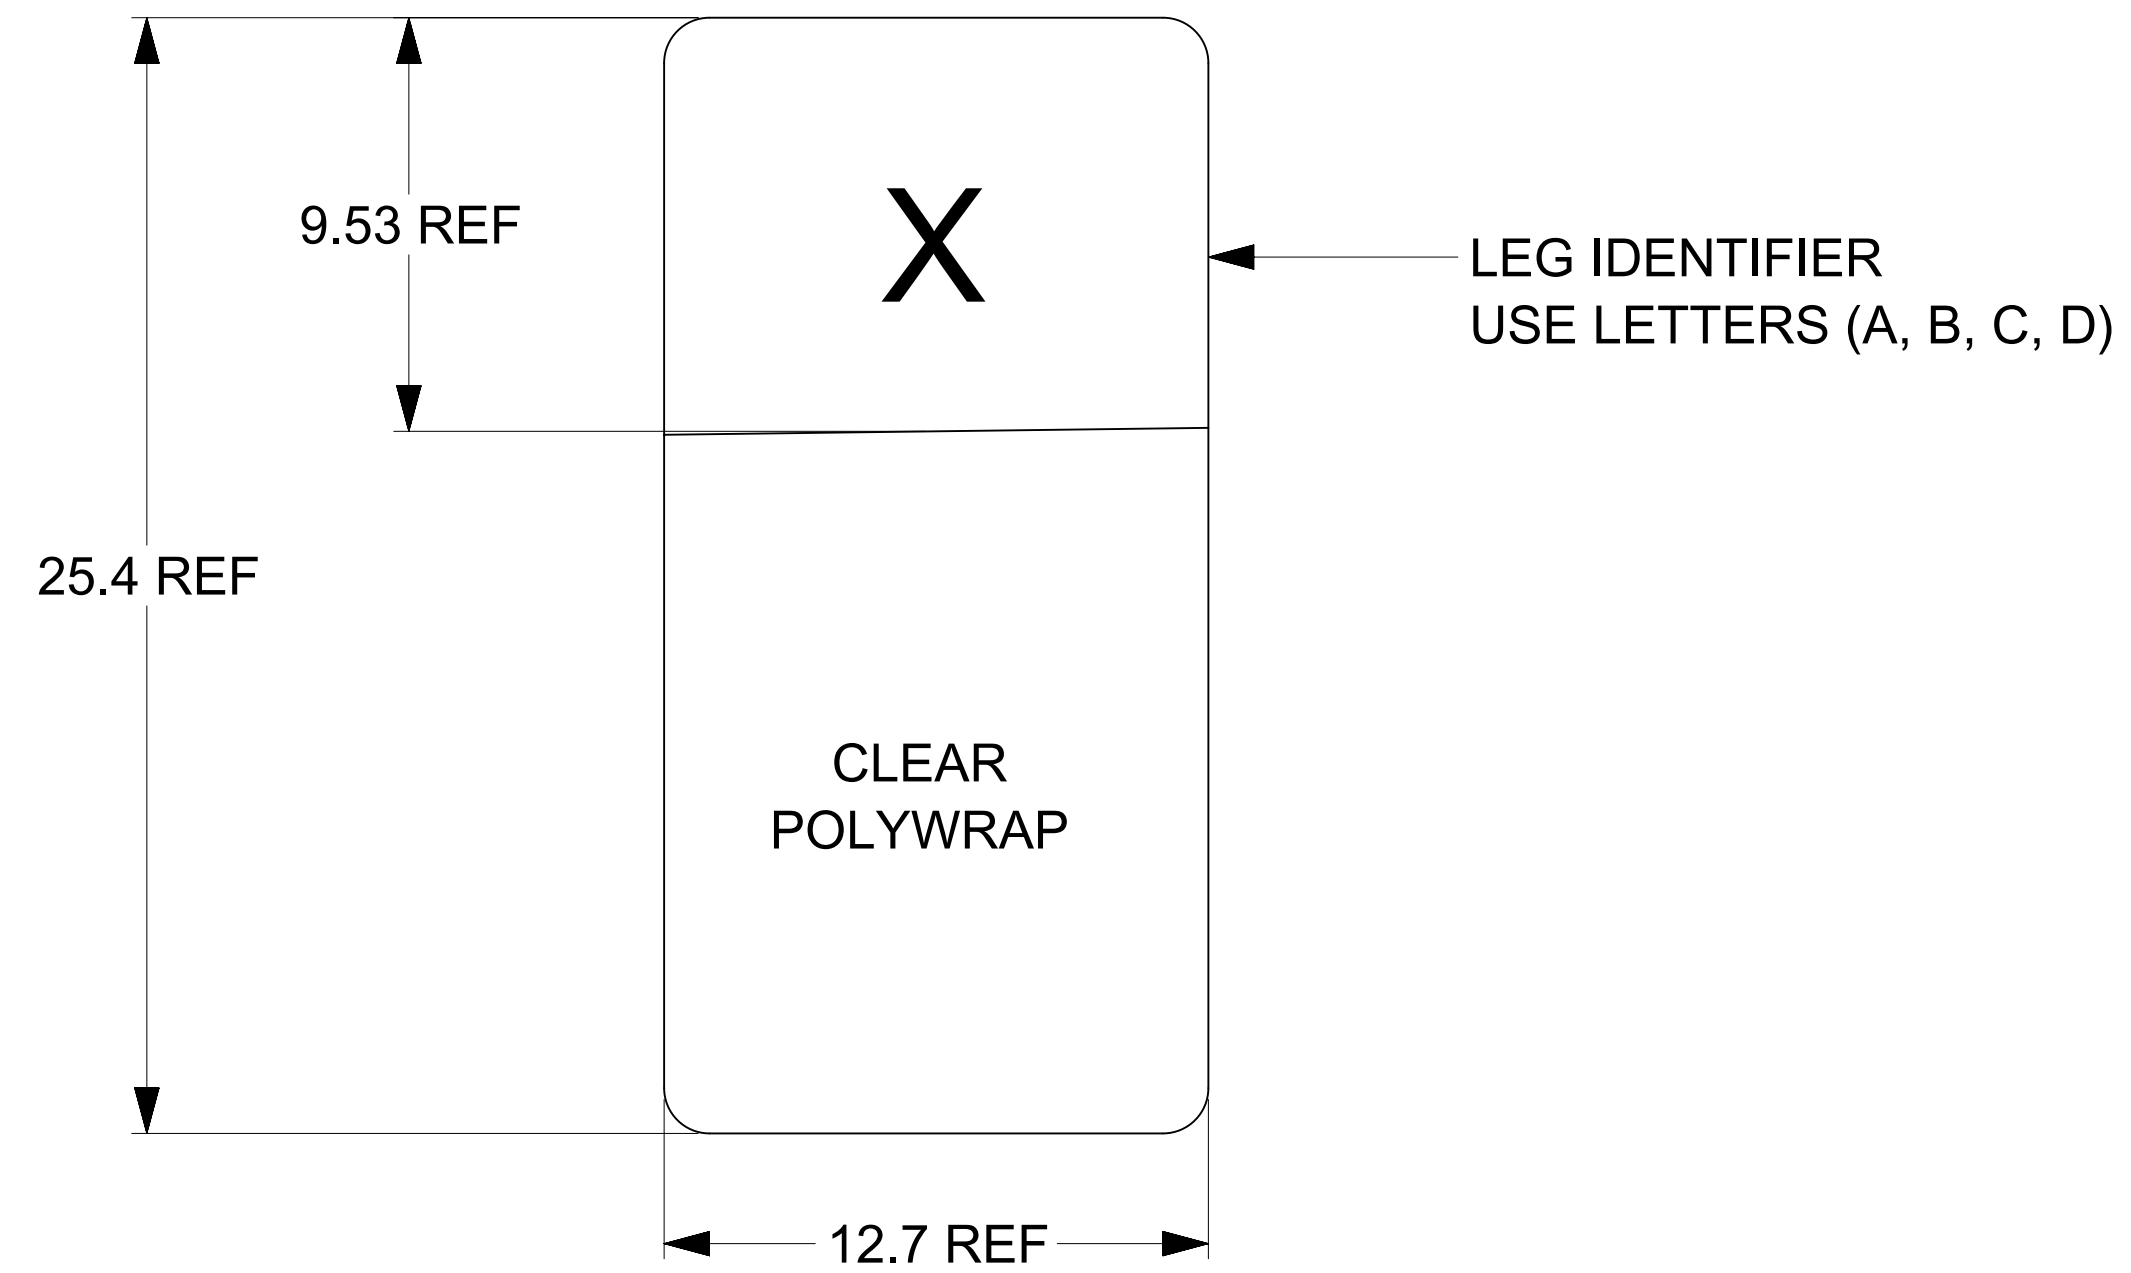 9.53 REF
X
LEG IDENTIFIER
USE LETTERS (A, B, C, D)
25.4 REF
CLEAR
POLYWRAP
12.7 REF